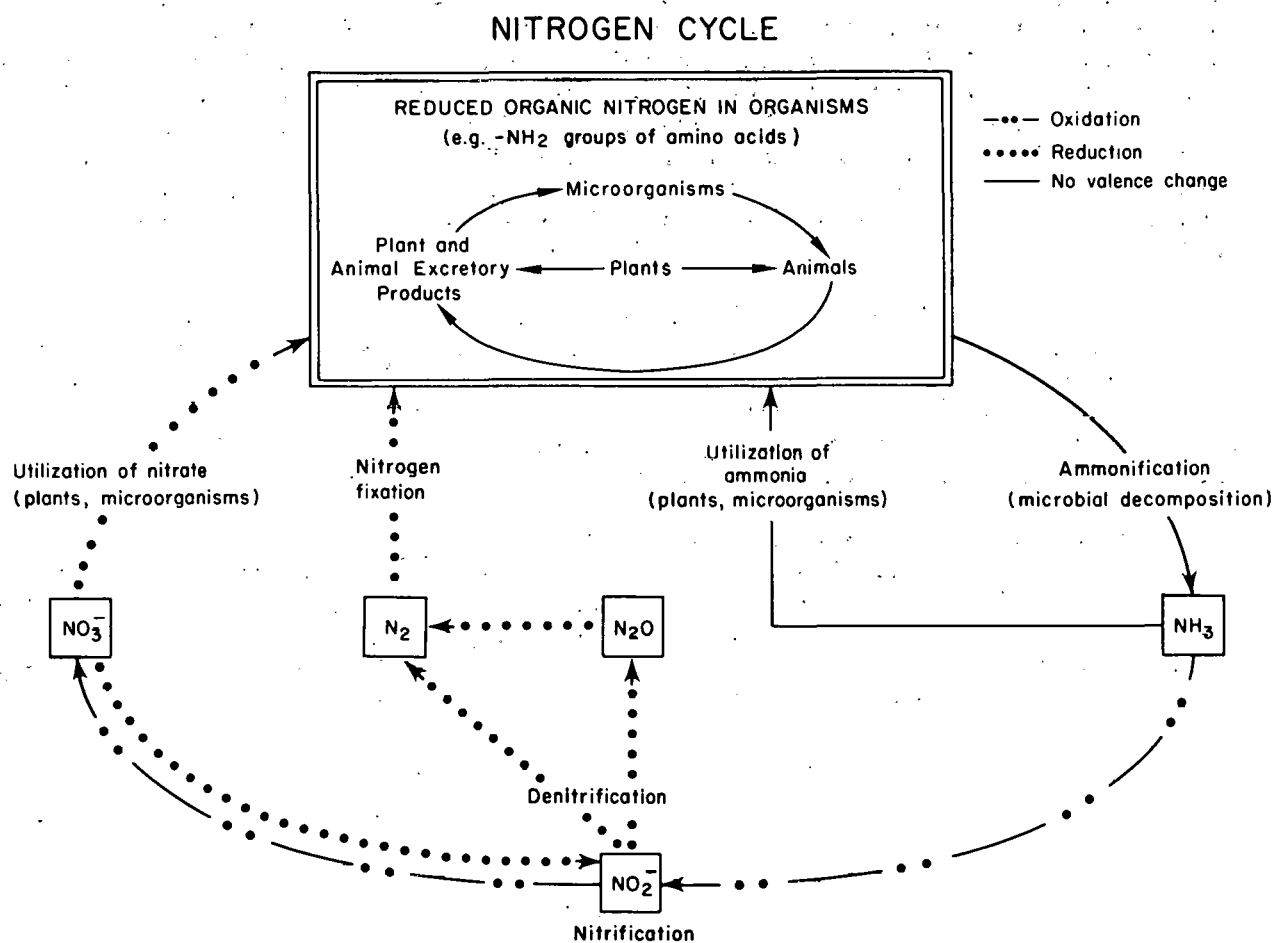 NITROGEN CYCLE
REDUCED ORGANIC NITROGEN IN ORGANISMS
(e.g. -NH2 groups of amino acids)
Oxidation
Reduction
No valence change
Microorganisms
Plant and
Animal Excretory
Products
Plants
Animals
Utilization of nitrate
(plants, microorganisms)
Nitrogen
fixation
Utilization of
ammonia
(plants, microorganisms)
Ammonification
(microbial decomposition)
NO3-
N2
N2O
NH3
Denitrification
NO2-
Nitrification